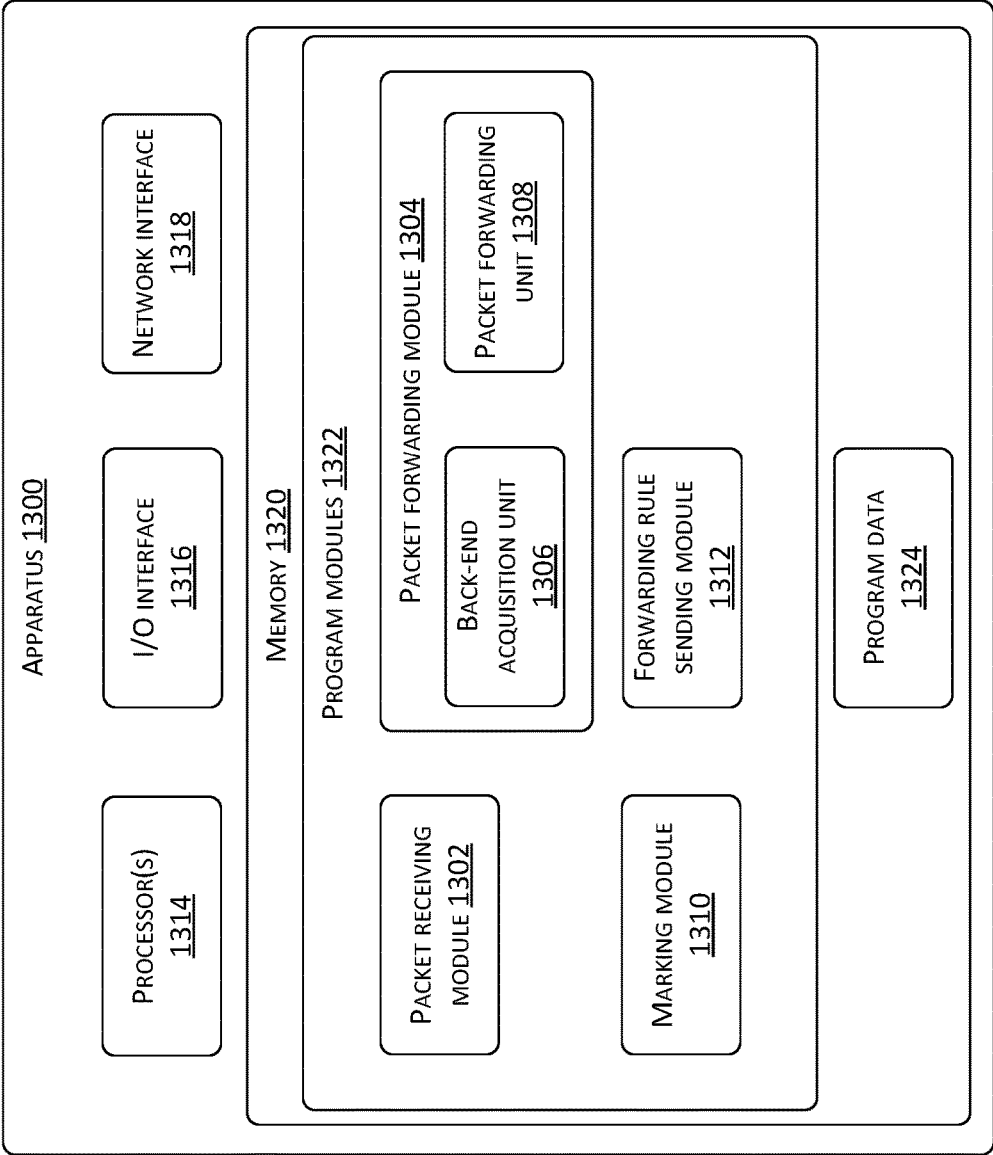 APPARATUS 1300
PROCESSOR(S)
1314
I/O INTERFACE
1316
NETWORK INTERFACE
1318
MEMORY 1320
PROGRAM MODULES 1322
PACKET RECEIVING
MODULE 1302
PACKET FORWARDING MODULE 1304
BACK-END
ACQUISITION UNIT
1306
PACKET FORWARDING
UNIT 1308
MARKING MODULE
1310
FORWARDING RULE
SENDING MODULE
1312
PROGRAM DATA
1324